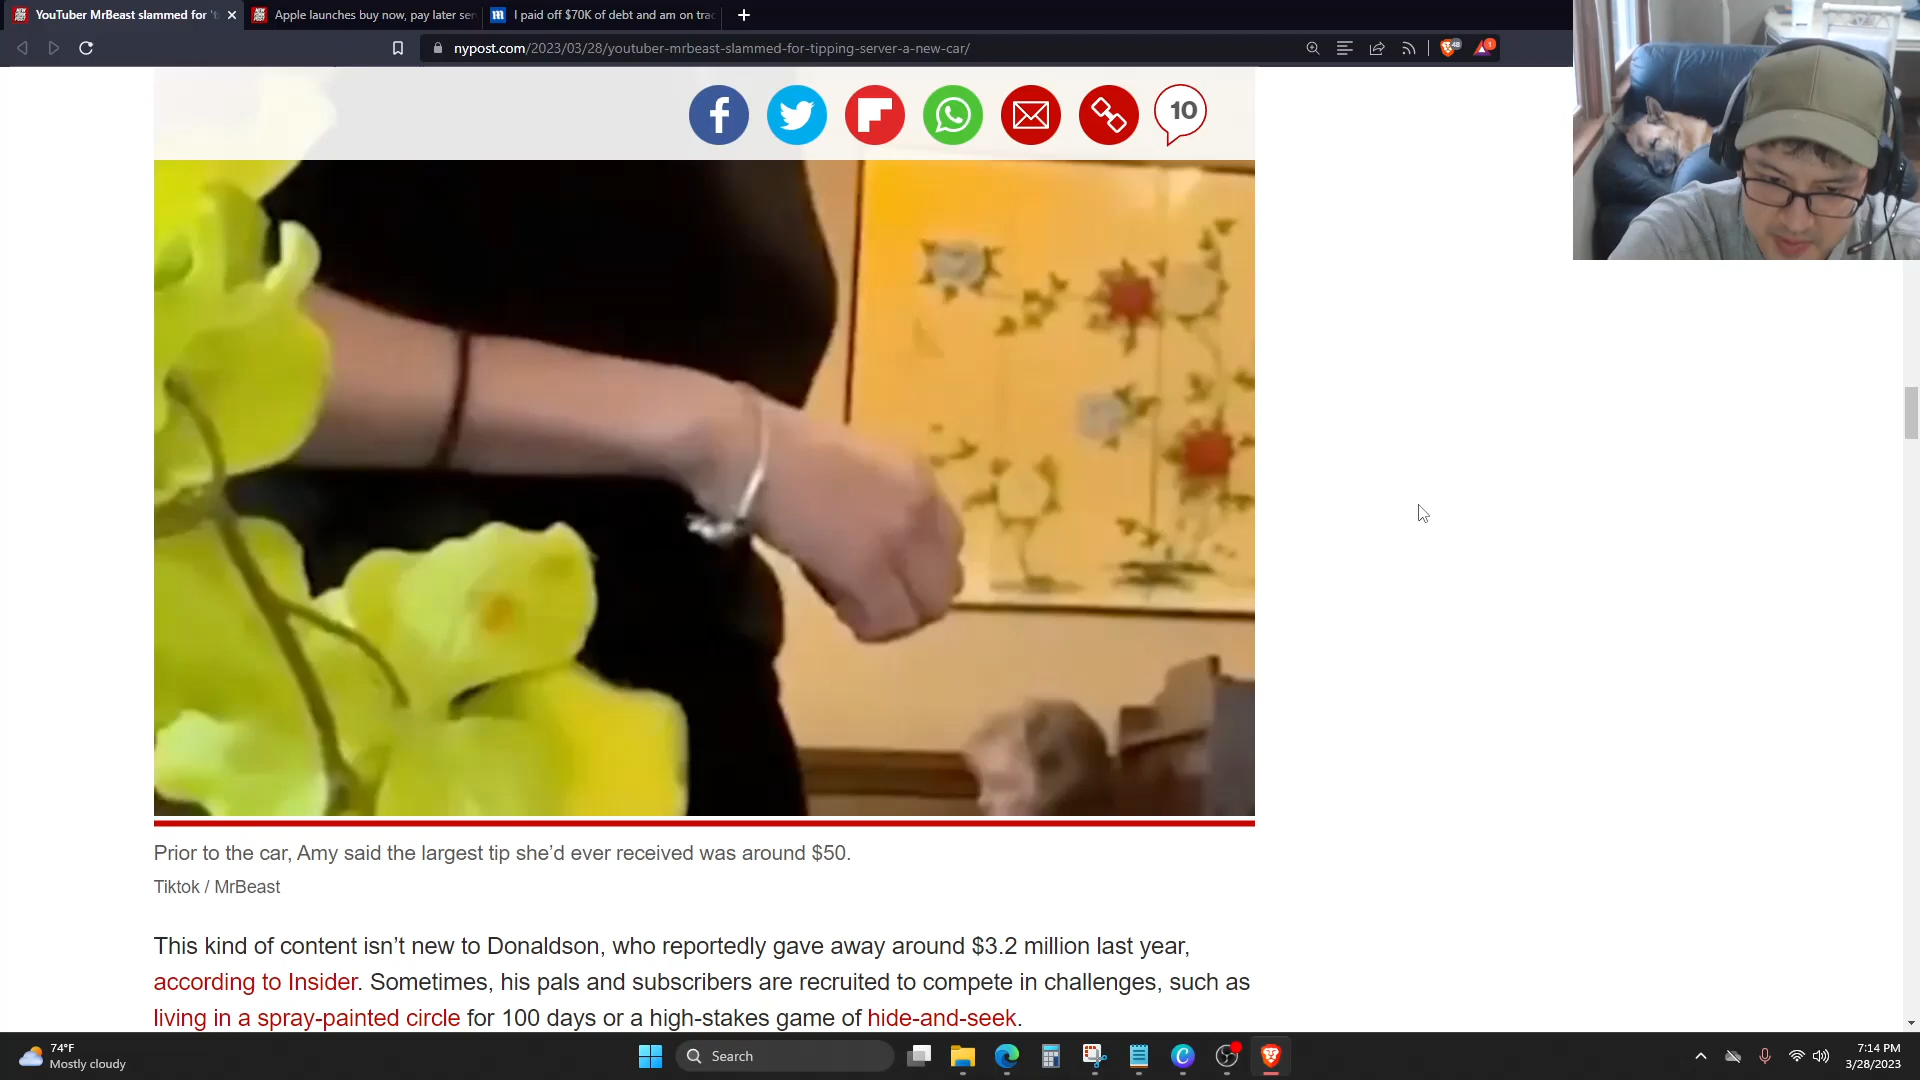 YouTuber MrBeast slammed for 't
Apple launches buy now, pay later ser
I paid off $70K of debt and am on trac
nypost.com/2023/03/28/youtuber-mrbeast-slammed-for-tipping-server-a-new-car/
48
1
10
Prior to the car, Amy said the largest tip she’d ever received was around $50.
Tiktok / MrBeast
This kind of content isn’t new to Donaldson, who reportedly gave away around $3.2 million last year,
according to Insider. Sometimes, his pals and subscribers are recruited to compete in challenges, such as
living in a spray-painted circle for 100 days or a high-stakes game of hide-and-seek.
74°F
Mostly cloudy
Search
7:14 PM
3/28/2023